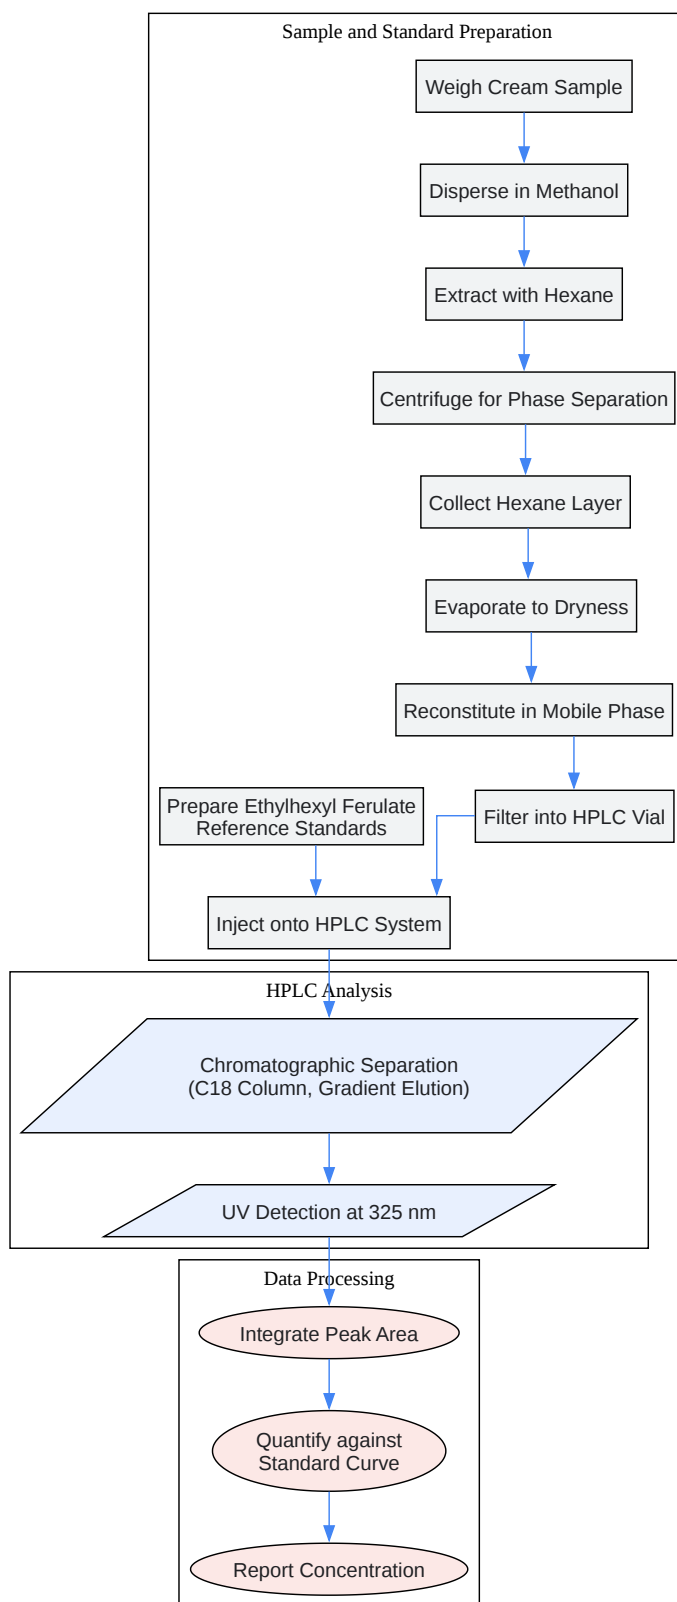 Sample and Standard Preparation
Weigh Cream Sample
Disperse in Methanol
Extract with Hexane
Centrifuge for Phase Separation
Collect Hexane Layer
Evaporate to Dryness
Reconstitute in Mobile Phase
Prepare Ethylhexyl Ferulate
Reference Standards
Filter into HPLC Vial
Inject onto HPLC System
HPLC Analysis
Chromatographic Separation
(C18 Column, Gradient Elution)
UV Detection at 325 nm
Data Processing
Integrate Peak Area
Quantify against
Standard Curve
Report Concentration